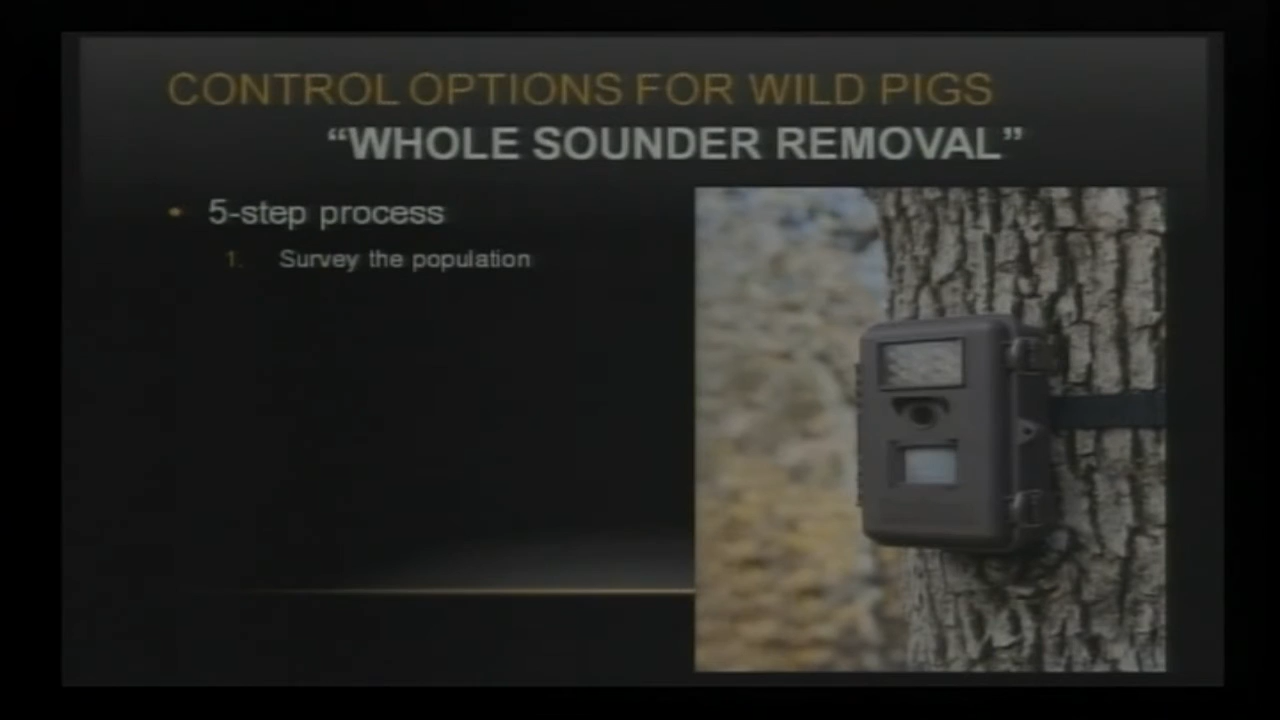 CONTROL OPTIONS FOR WILD PIGS
“WHOLE SOUNDER REMOVAL”
• 5-step process
1. Survey the population